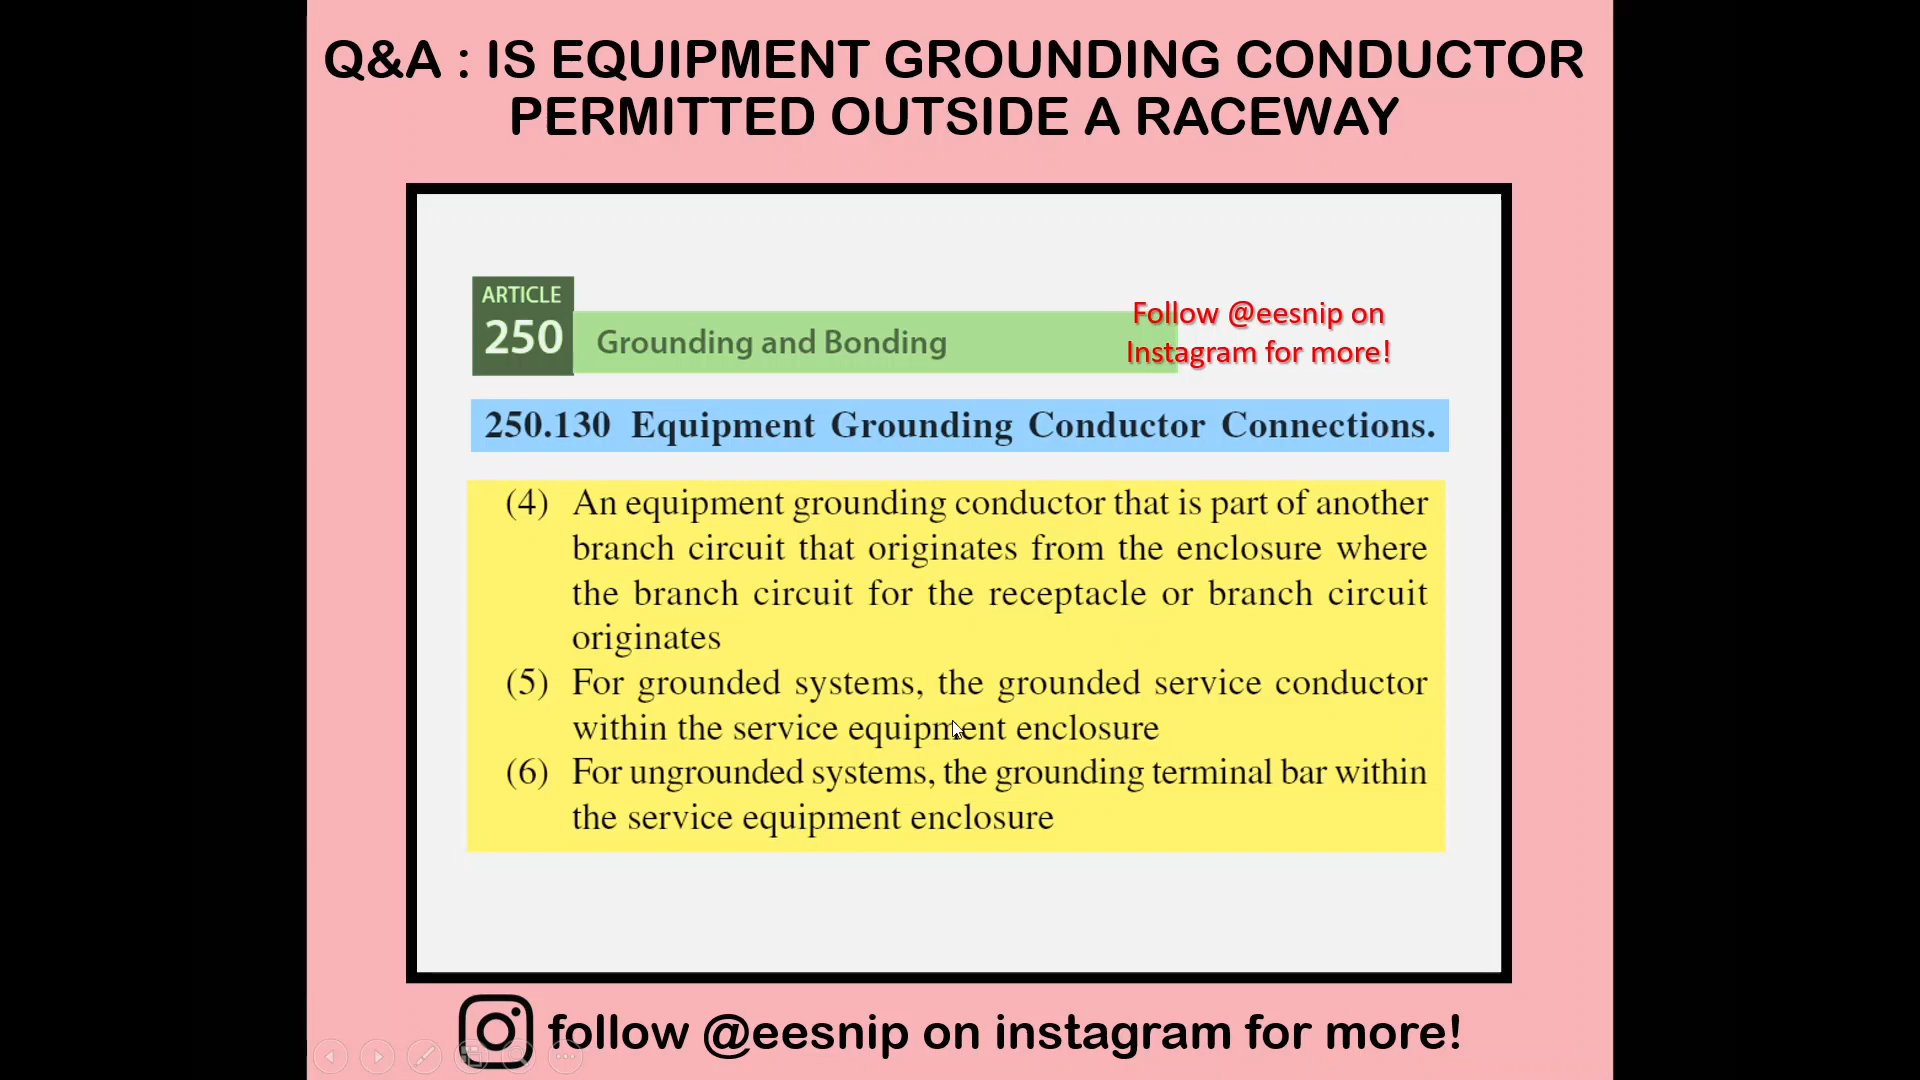 Q&A : IS EQUIPMENT GROUNDING CONDUCTOR
PERMITTED OUTSIDE A RACEWAY
ARTICLE
250
Grounding and Bonding
Follow @eesnip on
Instagram for more!
250.130 Equipment Grounding Conductor Connections.
(4) An equipment grounding conductor that is part of another
branch circuit that originates from the enclosure where
the branch circuit for the receptacle or branch circuit
originates
(5) For grounded systems, the grounded service conductor
within the service equipment enclosure
(6) For ungrounded systems, the grounding terminal bar within
the service equipment enclosure
follow @eesnip on instagram for more!